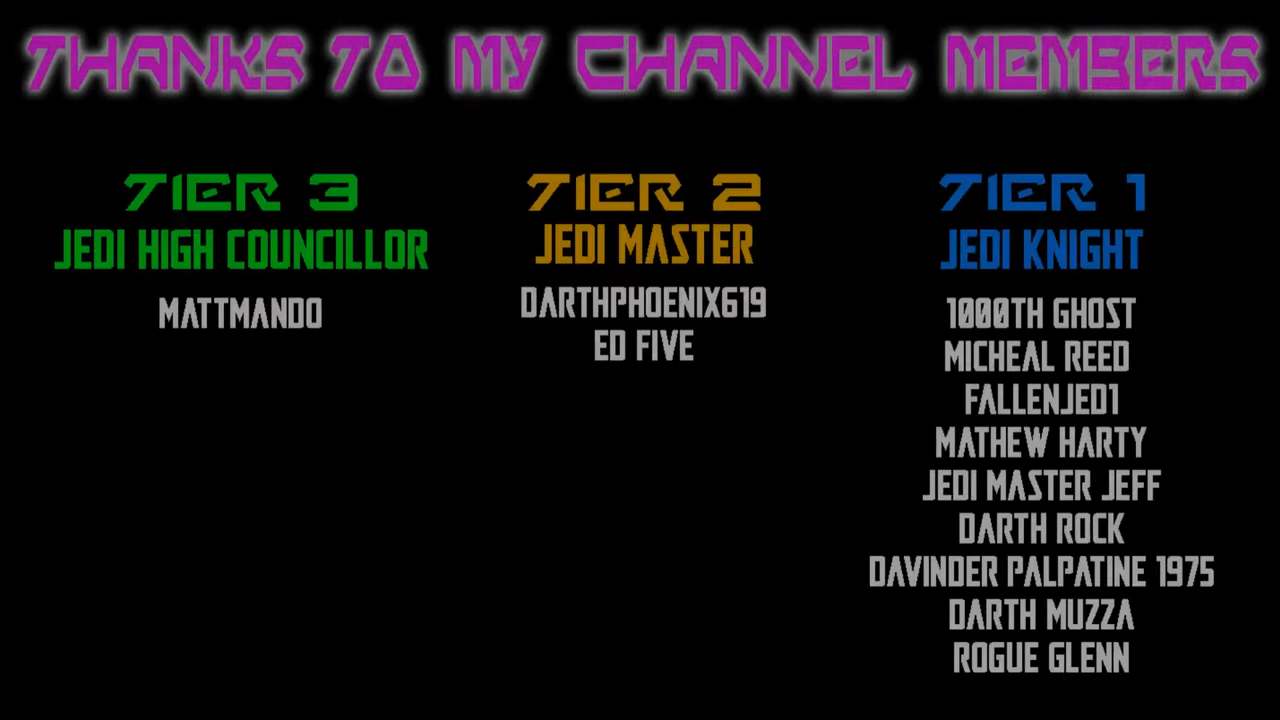 THANKS TO MY CHANNEL MEMBERS
TIER 3
JEDI HIGH COUNCILLOR
MATTMANDO
TIER 2
JEDI MASTER
DARTHPHOENIX619
ED FIVE
TIER 1
JEDI KNIGHT
1000TH GHOST
MICHEAL REED
FALLENJED1
MATHEW HARTY
JEDI MASTER JEFF
DARTH ROCK
DAVINDER PALPATINE 1975
DARTH MUZZA
ROGUE GLENN